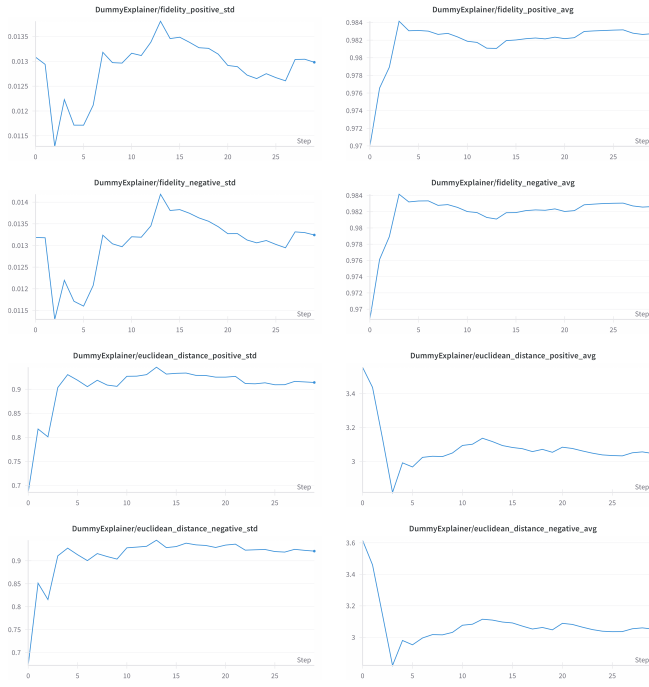 DummyExplainer/fidelity_positive_std
0.0135
0.013
0.0125
0.012
0.0115
Step
0 5 10 15 20 25
DummyExplainer/fidelity_positive_avg
0.984
0.982
0.98
0.978
0.976
0.974
0.972
0.97
Step
0 5 10 15 20 25
DummyExplainer/fidelity_negative_std
0.014
0.0135
0.013
0.0125
0.012
0.0115
Step
0 5 10 15 20 25
DummyExplainer/fidelity_negative_avg
0.984
0.982
0.98
0.978
0.976
0.974
0.972
0.97
Step
0 5 10 15 20 25
DummyExplainer/euclidean_distance_positive_std
0.9
0.85
0.8
0.75
0.7
Step
0 5 10 15 20 25
DummyExplainer/euclidean_distance_positive_avg
3.4
3.2
3
Step
0 5 10 15 20 25
DummyExplainer/euclidean_distance_negative_std
0.9
0.85
0.8
0.75
0.7
Step
0 5 10 15 20 25
DummyExplainer/euclidean_distance_negative_avg
3.6
3.4
3.2
3
Step
0 5 10 15 20 25